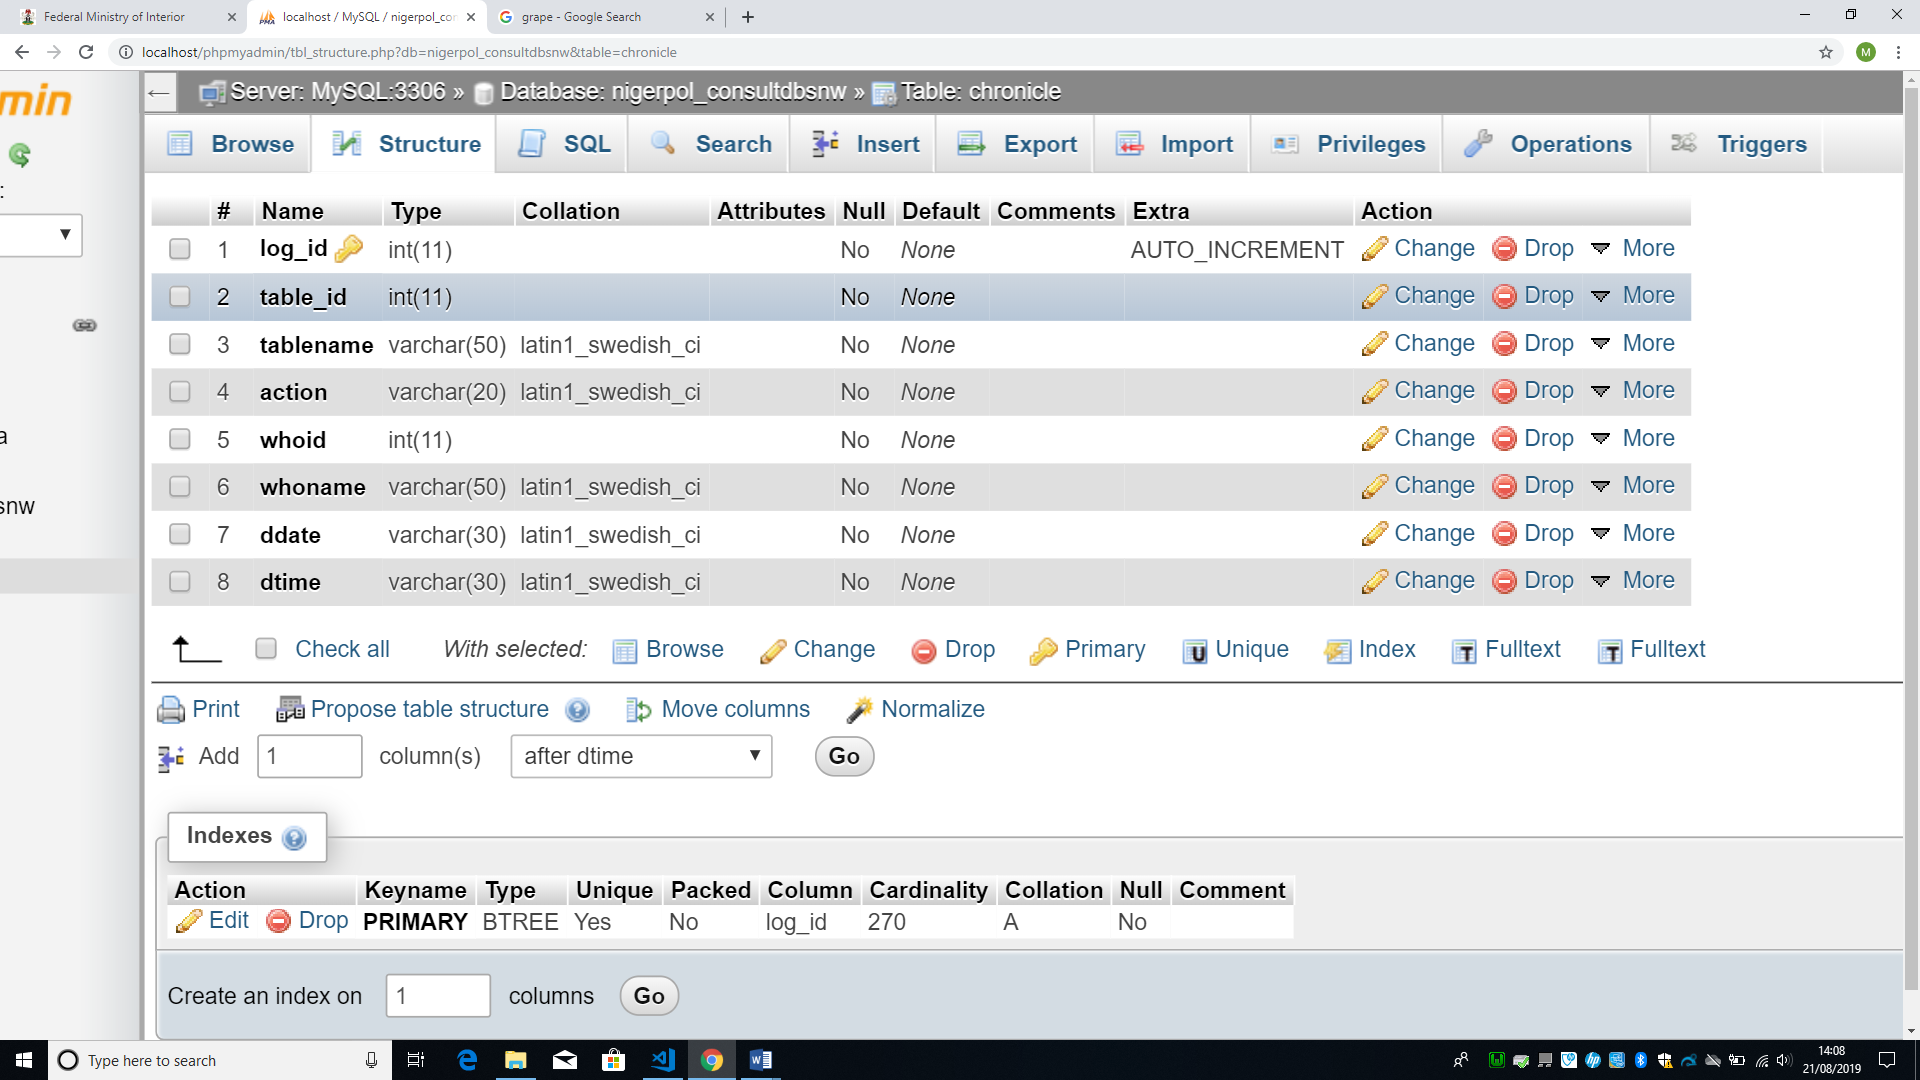 Federal Ministry of Interior
localhost / MySQL / nigerpol_con
grape - Google Search
localhost/phpmyadmin/tbl_structure.php?db=nigerpol_consultdbsnw&table=chronicle
M
min
Server: MySQL:3306 » Database: nigerpol_consultdbsnw » Table: chronicle
Browse Structure SQL Search Insert Export Import Privileges Operations Triggers
:
# Name Type Collation Attributes Null Default Comments Extra Action
1 log_id int(11) No None AUTO_INCREMENT Change Drop More
2 table_id int(11) No None Change Drop More
3 tablename varchar(50) latin1_swedish_ci No None Change Drop More
4 action varchar(20) latin1_swedish_ci No None Change Drop More
5 whoid int(11) No None Change Drop More
a
6 whoname varchar(50) latin1_swedish_ci No None Change Drop More
snw
7 ddate varchar(30) latin1_swedish_ci No None Change Drop More
8 dtime varchar(30) latin1_swedish_ci No None Change Drop More
Check all With selected: Browse Change Drop Primary Unique Index Fulltext Fulltext
Print Propose table structure Move columns Normalize
Add 1 column(s) after dtime Go
Indexes
Action Keyname Type Unique Packed Column Cardinality Collation Null Comment
Edit Drop PRIMARY BTREE Yes No log_id 270 A No
Create an index on 1 columns Go
Type here to search
14:08
21/08/2019